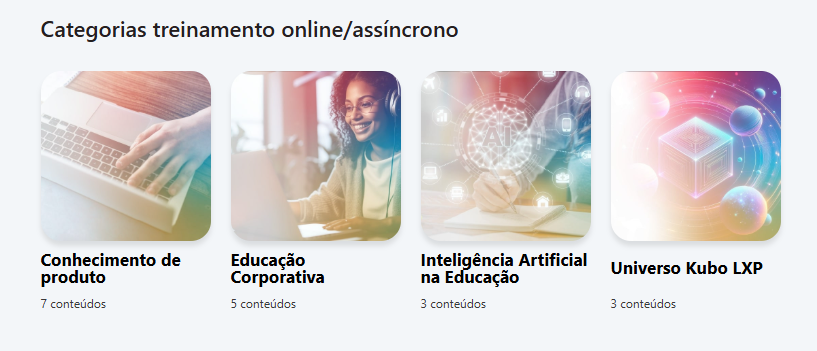 Categorias treinamento online/assíncrono
AI
Conhecimento de
produto
7 conteúdos
Educação
Corporativa
5 conteúdos
Inteligência Artificial
na Educação
3 conteúdos
Universo Kubo LXP
3 conteúdos